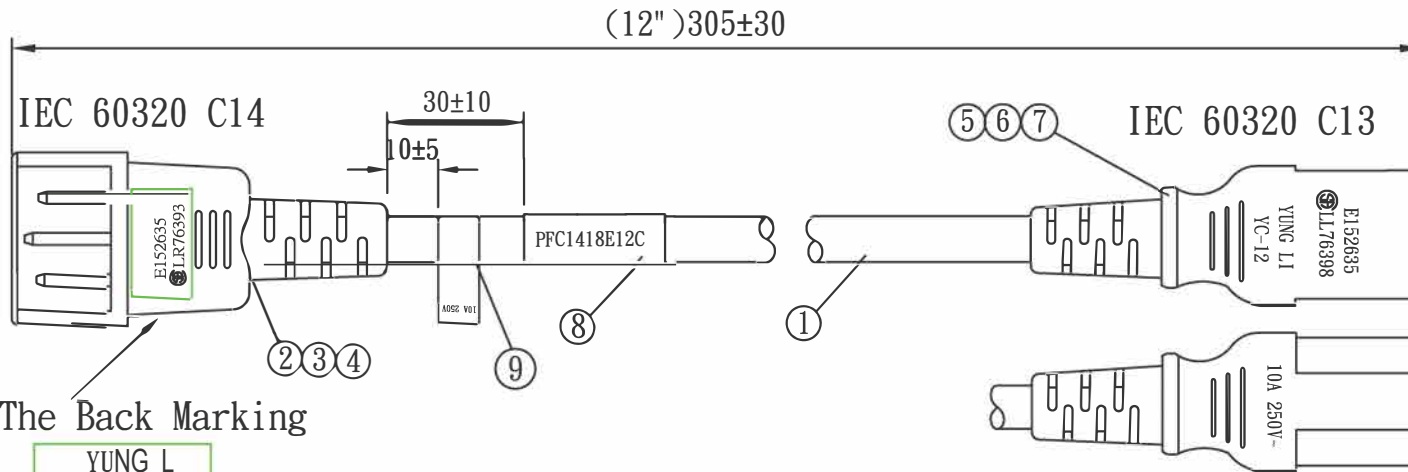 (12")305±30
IEC 60320 C14
30±10
10±5
⑤⑥⑦
IEC 60320 C13
E152635
LR76393
PFC1418E12C
10A 250V
YUNG LI
YC-12
E152635
LL76398
②③④
⑨
⑧
①
10A 250V~
The Back Marking
YUNG L